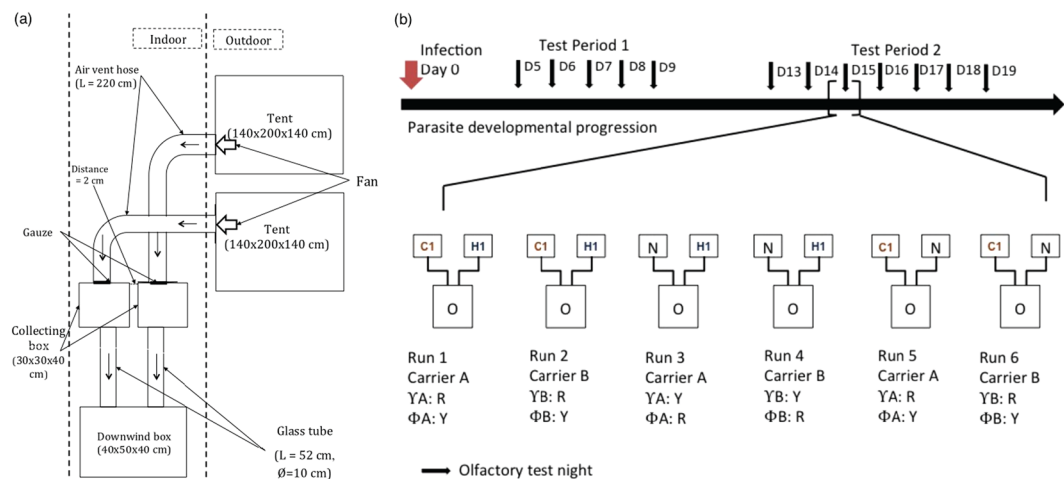 (a)
Indoor
Outdoor
Air vent hose
(L = 220 cm)
Tent
(140x200x140 cm)
Distance
= 2 cm
Fan
Tent
(140x200x140 cm)
Gauze
Collecting
box
(30x30x40
cm)
Downwind box
(40x50x40 cm)
Glass tube
(L = 52 cm,
Ø=10 cm)
(b)
Infection
Day 0
Test Period 1
D5 D6 D7 D8 D9
Test Period 2
D13 D14 D15 D16 D17 D18 D19
Parasite developmental progression
C1 H1 C1 H1 N H1 N H1 C1 N C1 N
O O O O O O
Run 1
Carrier A
ϒA: R
ΦA: Y
Run 2
Carrier B
ϒB: R
ΦB: Y
Run 3
Carrier A
ϒA: Y
ΦA: R
Run 4
Carrier B
ϒB: Y
ΦB: R
Run 5
Carrier A
ϒA: R
ΦA: Y
Run 6
Carrier B
ϒB: R
ΦB: Y
Olfactory test night